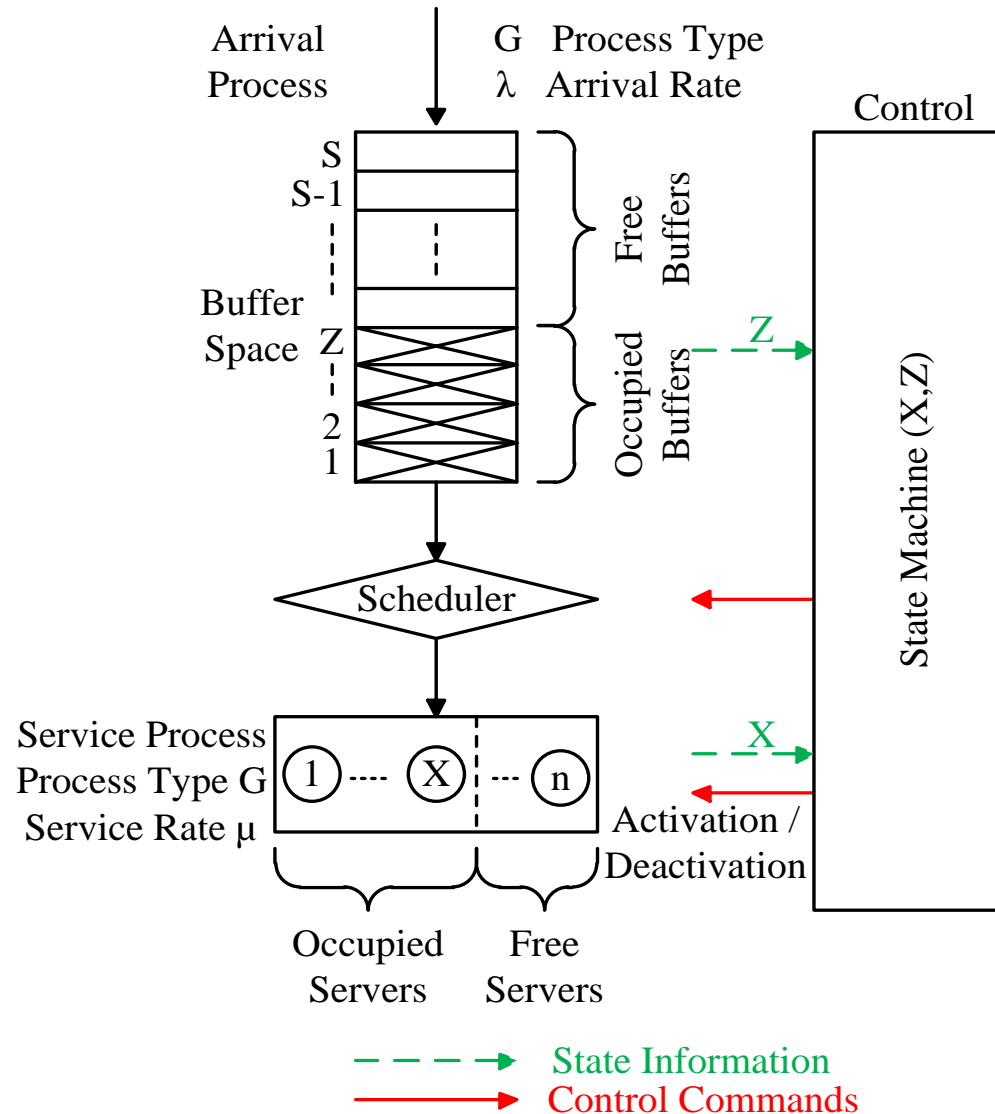 Arrival
Process
G Process Type
λ Arrival Rate
Control
S
S-1
Buffer
Space
Z
2
1
Free
Buffers
Occupied
Buffers
Z
State Machine (X,Z)
Scheduler
Service Process
Process Type G
Service Rate μ
1
X
n
X
Activation /
Deactivation
Occupied
Servers
Free
Servers
State Information
Control Commands